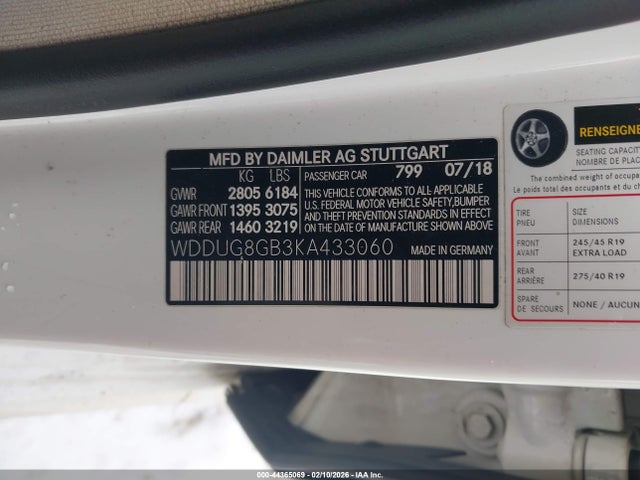 MFD BY DAIMLER AG STUTTGART
KG LBS PASSENGER CAR 799 07/18
GVWR 2805 6184
GAWR FRONT 1395 3075
GAWR REAR 1460 3219
THIS VEHICLE CONFORMS TO ALL APPLICABLE
U.S. FEDERAL MOTOR VEHICLE SAFETY,BUMPER
AND THEFT PREVENTION STANDARDS IN EFFECT
ON THE DATE OF MANUFACTURE SHOWN ABOVE
WDDUG8GB3KA433060 MADE IN GERMANY
RENSEIGNE
SEATING CAPACITY
NOMBRE DE PLAC
The combined weight of occupa
Le poids total des occupants et du c
TIRE SIZE
PNEU DIMENSIONS
FRONT 245/45 R19
AVANT EXTRA LOAD
REAR 275/40 R19
ARRIÈRE
SPARE NONE / AUCUN
DE SECOURS
000-44365069 - 02/10/2026 - IAA Inc.